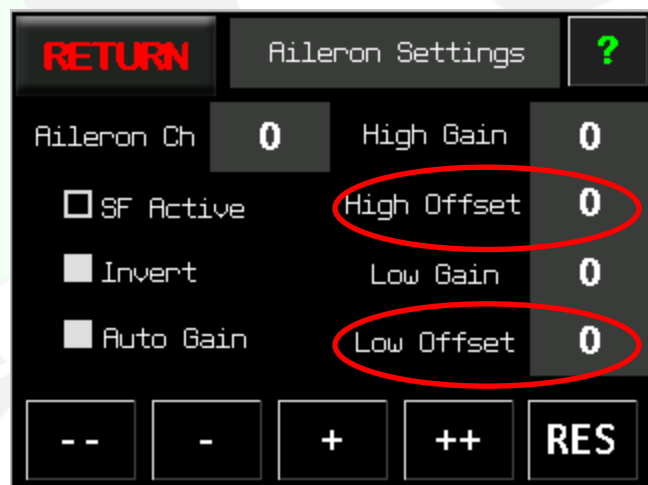 RETURN Aileron Settings ?
Aileron Ch 0 High Gain 0
SF Active High Offset 0
Invert Low Gain 0
Auto Gain Low Offset 0
-- - + ++ RES